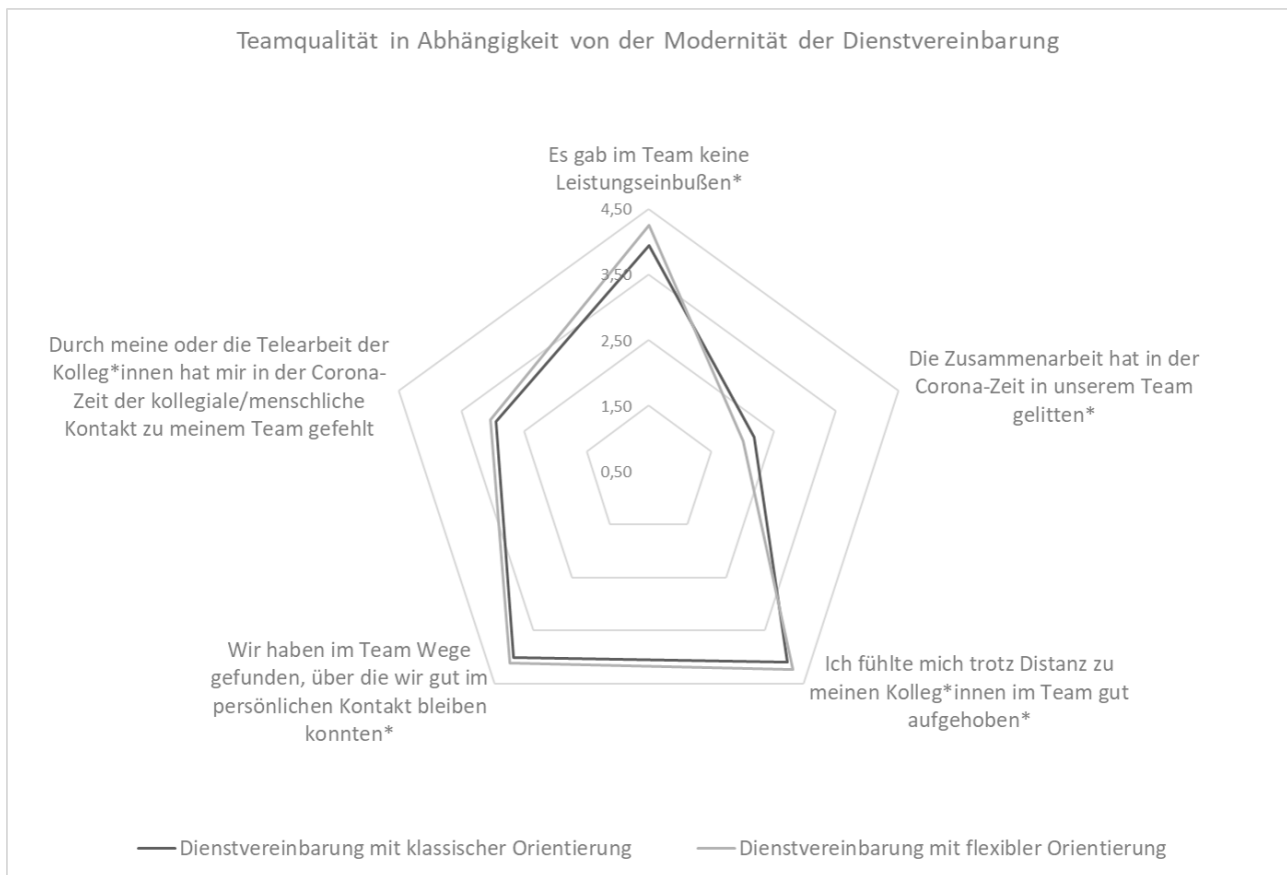 Teamqualität in Abhängigkeit von der Modernität der Dienstvereinbarung
Es gab im Team keine
Leistungseinbußen*
4,50
3,50
2,50
1,50
0,50
Die Zusammenarbeit hat in der
Corona-Zeit in unserem Team
gelitten*
Ich fühlte mich trotz Distanz zu
meinen Kolleg*innen im Team gut
aufgehoben*
Wir haben im Team Wege
gefunden, über die wir gut im
persönlichen Kontakt bleiben
konnten*
Durch meine oder die Telearbeit der
Kolleg*innen hat mir in der Corona-
Zeit der kollegiale/menschliche
Kontakt zu meinem Team gefehlt
Dienstvereinbarung mit klassischer Orientierung
Dienstvereinbarung mit flexibler Orientierung